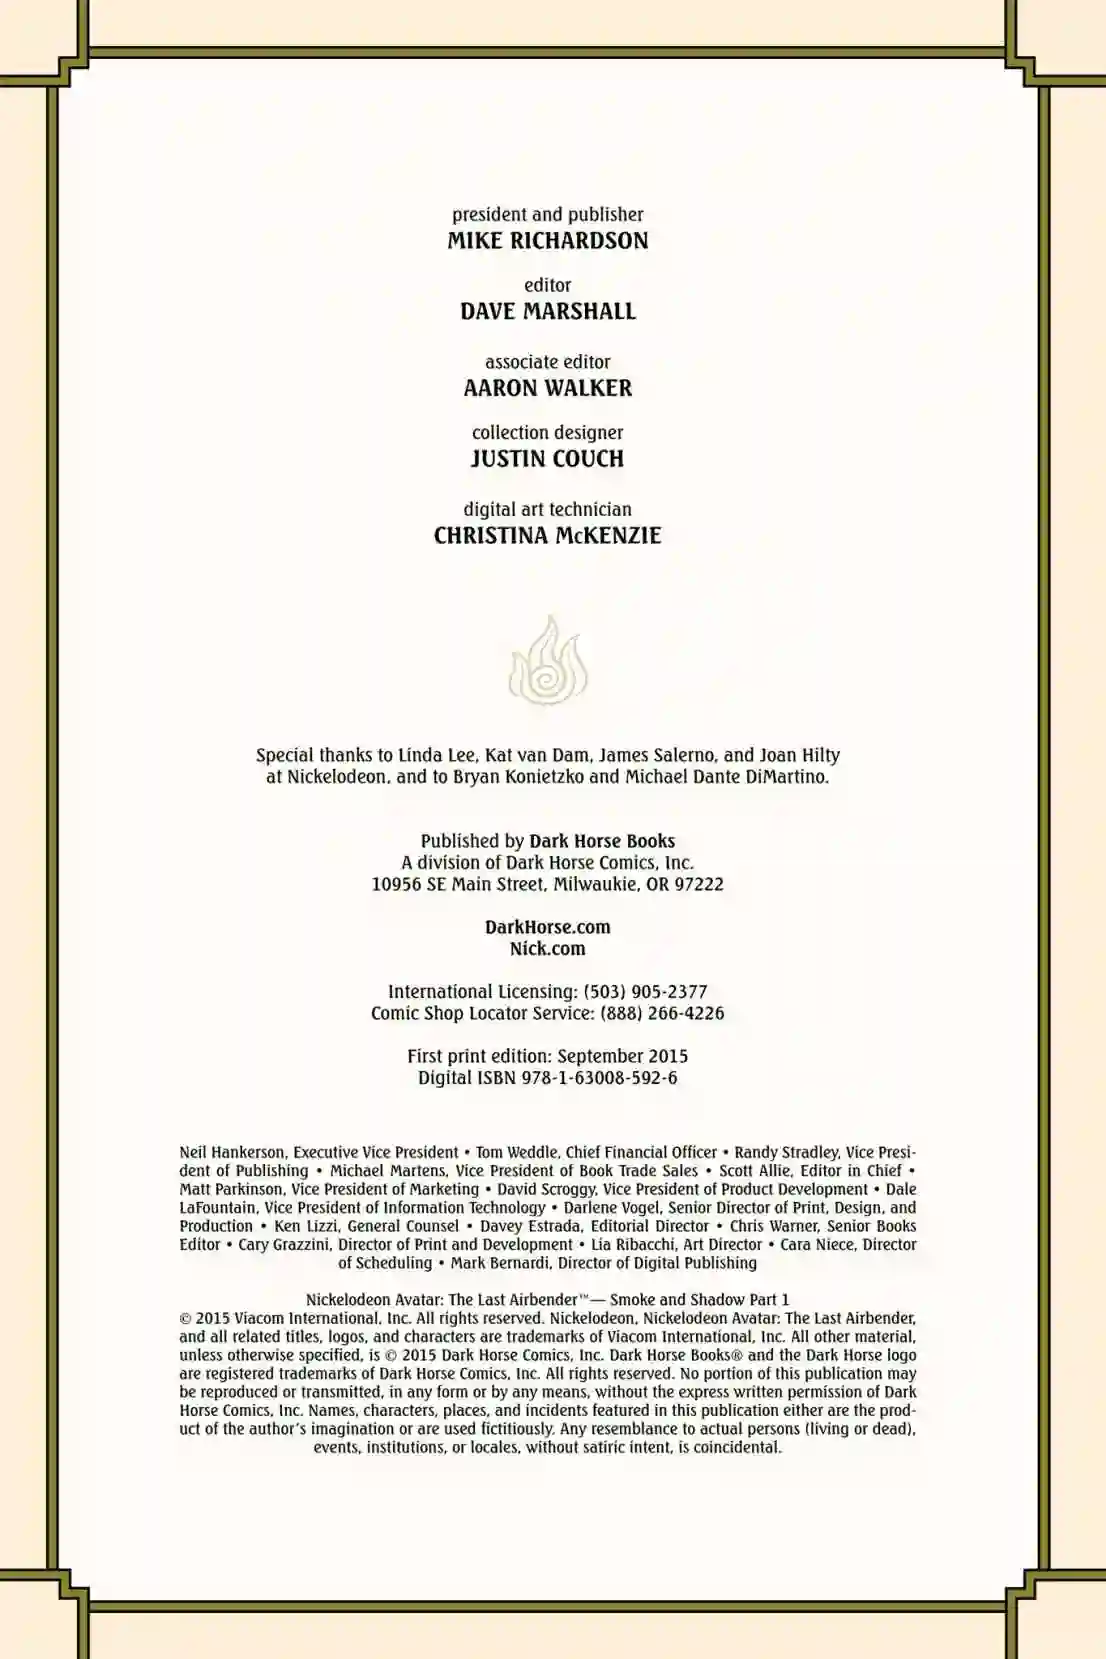 president and publisher
MIKE RICHARDSON
editor
DAVE MARSHALL
associate editor
AARON WALKER
collection designer
JUSTIN COUCH
digital art technician
CHRISTINA McKENZIE
Special thanks to Linda Lee, Kat van Dam, James Salerno, and Joan Hilty
at Nickelodeon, and to Bryan Konietzko and Michael Dante DiMartino.
Published by Dark Horse Books
A division of Dark Horse Comics, Inc.
10956 SE Main Street, Milwaukie, OR 97222
DarkHorse.com
Nick.com
International Licensing: (503) 905-2377
Comic Shop Locator Service: (888) 266-4226
First print edition: September 2015
Digital ISBN 978-1-63008-592-6
Neil Hankerson, Executive Vice President • Tom Weddle, Chief Financial Officer • Randy Stradley, Vice Presi-
dent of Publishing • Michael Martens, Vice President of Book Trade Sales • Scott Allie, Editor in Chief •
Matt Parkinson, Vice President of Marketing • David Scroggy, Vice President of Product Development • Dale
LaFountain, Vice President of Information Technology • Darlene Vogel, Senior Director of Print, Design, and
Production • Ken Lizzi, General Counsel • Davey Estrada, Editorial Director • Chris Warner, Senior Books
Editor • Cary Grazzini, Director of Print and Development • Lia Ribacchi, Art Director • Cara Niece, Director
of Scheduling • Mark Bernardi, Director of Digital Publishing
Nickelodeon Avatar: The Last Airbender™— Smoke and Shadow Part 1
© 2015 Viacom International, Inc. All rights reserved. Nickelodeon, Nickelodeon Avatar: The Last Airbender,
and all related titles, logos, and characters are trademarks of Viacom International, Inc. All other material,
unless otherwise specified, is © 2015 Dark Horse Comics, Inc. Dark Horse Books® and the Dark Horse logo
are registered trademarks of Dark Horse Comics, Inc. All rights reserved. No portion of this publication may
be reproduced or transmitted, in any form or by any means, without the express written permission of Dark
Horse Comics, Inc. Names, characters, places, and incidents featured in this publication either are the prod-
uct of the author's imagination or are used fictitiously. Any resemblance to actual persons (living or dead),
events, institutions, or locales, without satiric intent, is coincidental.